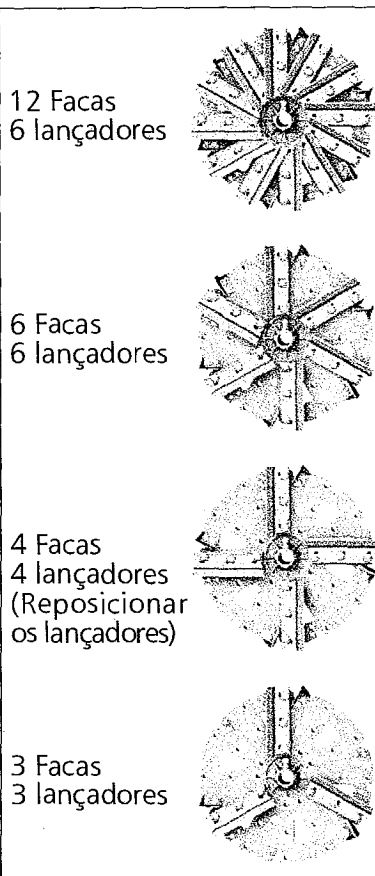 12 Facas
6 lançadores
6 Facas
6 lançadores
4 Facas
4 lançadores
(Reposicionar
os lançadores)
3 Facas
3 lançadores